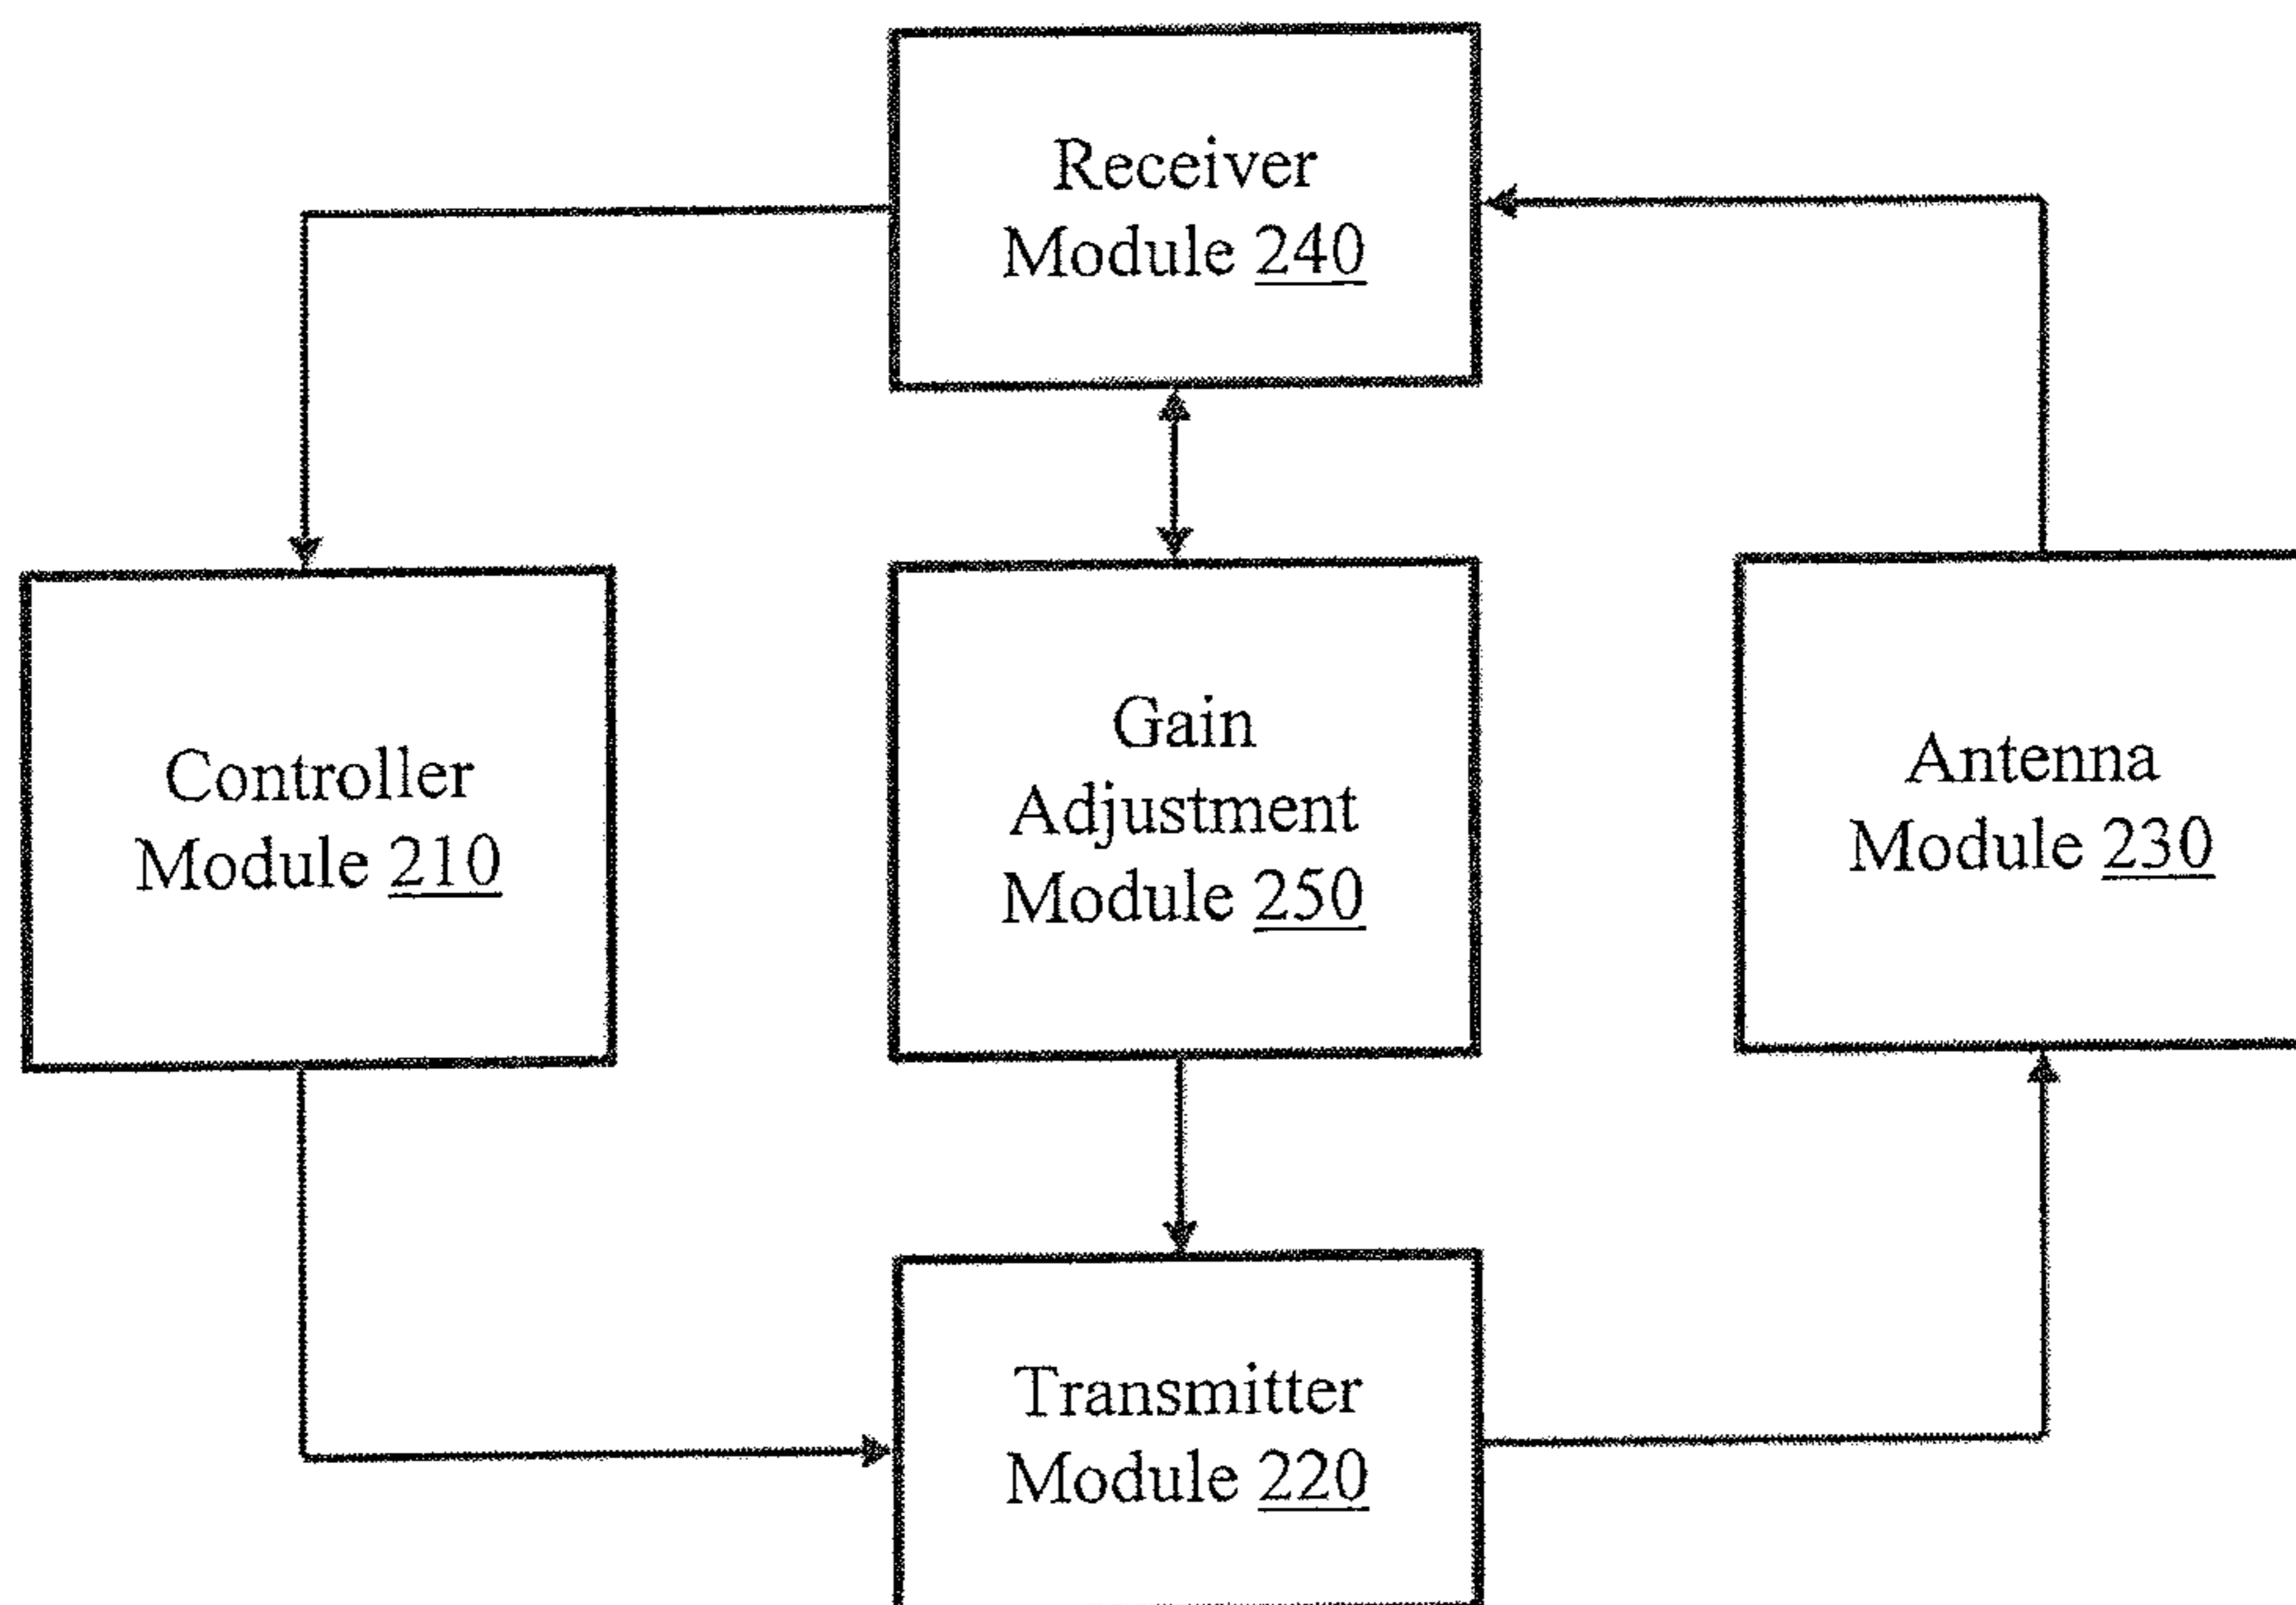 Receiver
Module 240
Controller
Module 210
Gain
Adjustment
Module 250
Antenna
Module 230
Transmitter
Module 220